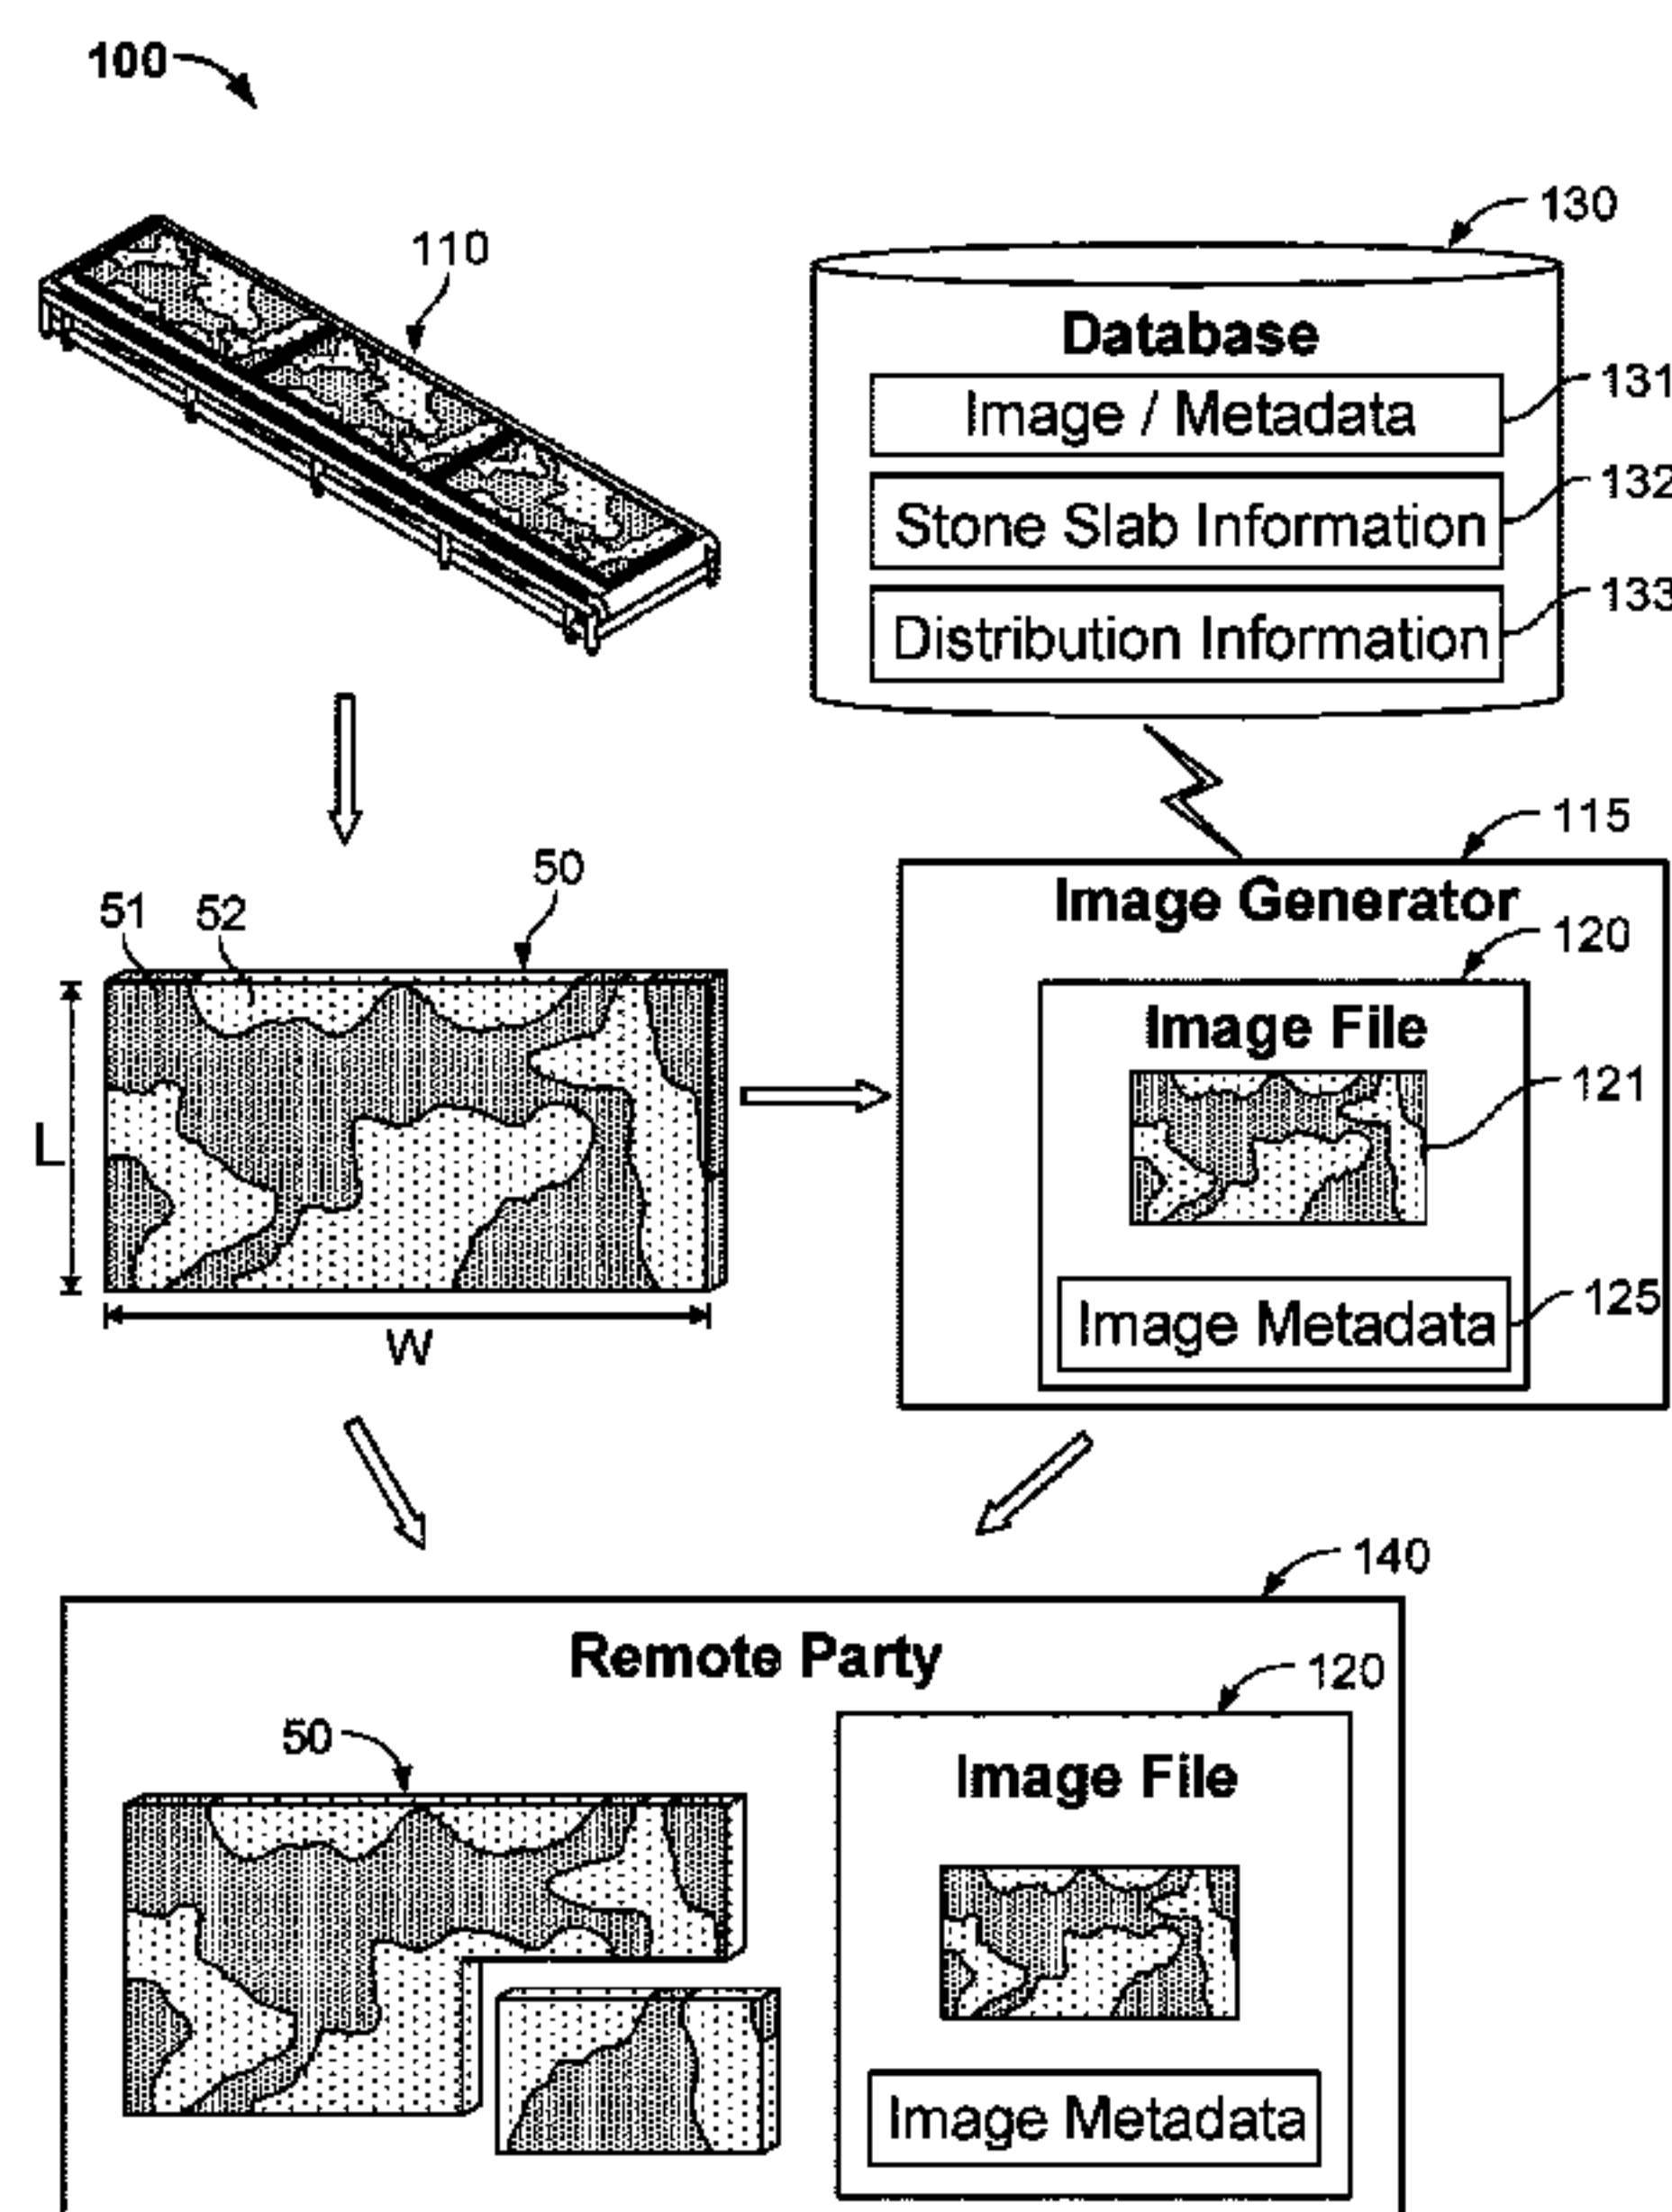 100
110
130
Database
Image / Metadata
131
Stone Slab Information
132
Distribution Information
133
115
Image Generator
120
Image File
121
Image Metadata
125
50
51
52
L
W
140
Remote Party
50
120
Image File
Image Metadata